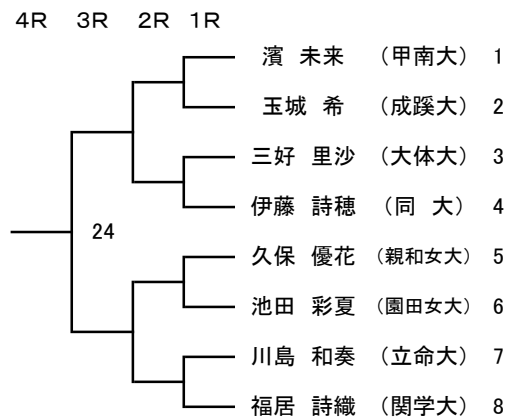 4R 3R 2R 1R
濱 未来 （甲南大） 1
玉城 希 （成蹊大） 2
三好 里沙 （大体大） 3
伊藤 詩穂 （同 大） 4
24
久保 優花 （親和女大） 5
池田 彩夏 （園田女大） 6
川島 和奏 （立命大） 7
福居 詩織 （関学大） 8